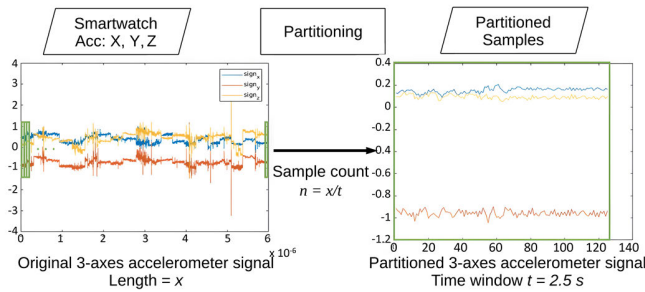 Smartwatch
Acc: X, Y, Z
Partitioning
Partitioned
Samples
4
3
2
1
0
-1
-2
-3
-4
sign_x
sign_y
sign_z
0 1 2 3 4 5 6
x 10^-6
Original 3-axes accelerometer signal
Length = x
Sample count
n = x/t
0.4
0.2
0
-0.2
-0.4
-0.6
-0.8
-1
-1.2
0 20 40 60 80 100 120 140
Partitioned 3-axes accelerometer signal
Time window t = 2.5 s